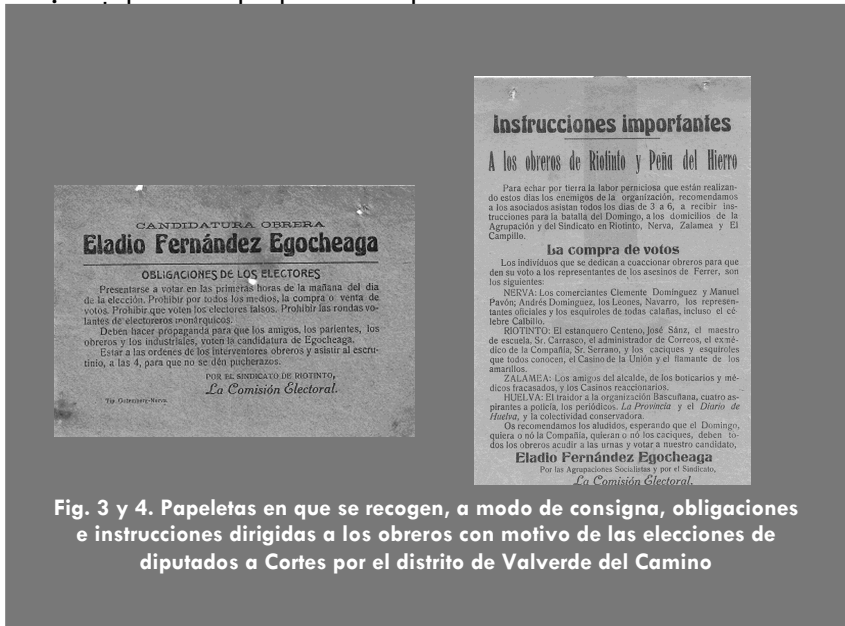 CANDIDATURA OBRERA
Eladio Fernández Egocheaga
OBLIGACIONES DE LOS ELECTORES
Presentarse a votar en las primeras horas de la mañana del dia
de la elección. Prohibir por todos los medios, la compra o venta de
votos. Prohibir que voten los electores falsos. Prohibir las rondas vo-
lantes de electoreros monárquicos.
Deben hacer propaganda para que los amigos, los parientes, los
obreros y los industriales, voten la candidatura de Egocheaga.
Estar a las ordenes de los interventores obreros y asistir al escru-
tinio, a las 4, para que no se dén pucherazos.
POR EL SINDICATO DE RIOTINTO,
La Comisión Electoral.
Tip. Gutenberg-Nerva.
Instrucciones importantes
A los obreros de Riotinto y Peña del Hierro
Para echar por tierra la labor perniciosa que están realizan-
do estos dias los enemigos de la organización, recomendamos
a los asociados asistan todos los dias de 3 a 6, a recibir ins-
trucciones para la batalla del Domingo, a los domicilios de la
Agrupación y del Sindicato en Riotinto, Nerva, Zalamea y El
Campillo.
La compra de votos
Los individuos que se dedican a coaccionar obreros para que
den su voto a los representantes de los asesinos de Ferrer, son
los siguientes:
NERVA: Los comerciantes Clemente Domínguez y Manuel
Pavón; Andrés Dominguez, los Leones, Navarro, los represen-
tantes oficiales y los esquiroles de todas calañas, incluso el cé-
lebre Calbillo.
RIOTINTO: El estanquero Centeno, José Sánz, el maestro
de escuela, Sr. Carrasco, el administrador de Correos, el exmé-
dico de la Compañia, Sr. Serrano, y los caciques y esquiroles
que todos conocen, el Casino de la Unión y el flamante de los
amarillos.
ZALAMEA: Los amigos del alcalde, de los boticarios y mé-
dicos fracasados, y los Casinos reaccionarios.
HUELVA: El traidor a la organización Bascuñana, cuatro as-
pirantes a policía, los periódicos. La Provincia y el Diario de
Huelva, y la colectividad conservadora.
Os recomendamos los aludidos, esperando que el Domingo,
quiera o nó la Compañia, quieran o nó los caciques, deben to-
dos los obreros acudir a las urnas y votar a nuestro candidato,
Eladio Fernández Egocheaga
Por las Agrupaciones Socialistas y por el Sindicato,
La Comisión Electoral.
Fig. 3 y 4. Papeletas en que se recogen, a modo de consigna, obligaciones
e instrucciones dirigidas a los obreros con motivo de las elecciones de
diputados a Cortes por el distrito de Valverde del Camino